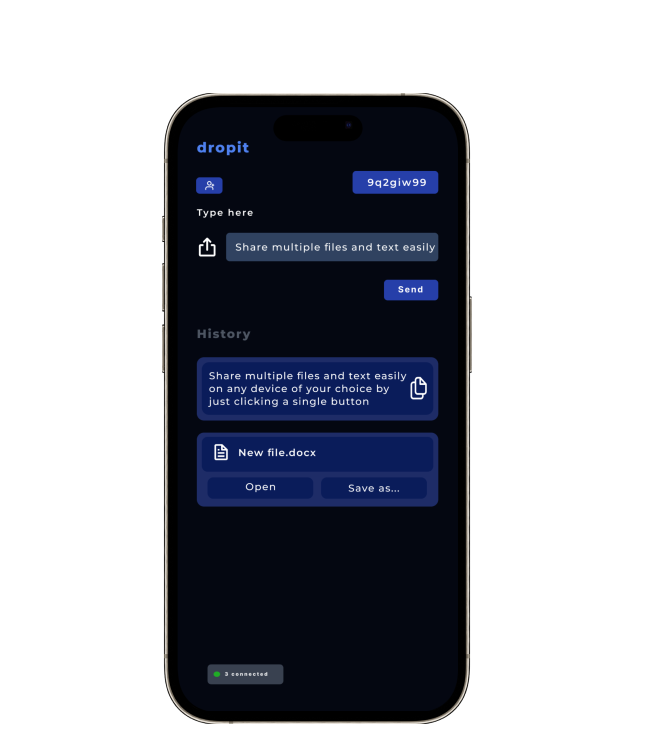 dropit
9q2giw99
Type here
Share multiple files and text easily
Send
History
Share multiple files and text easily
on any device of your choice by
just clicking a single button
New file.docx
Open
Save as...
3 connected